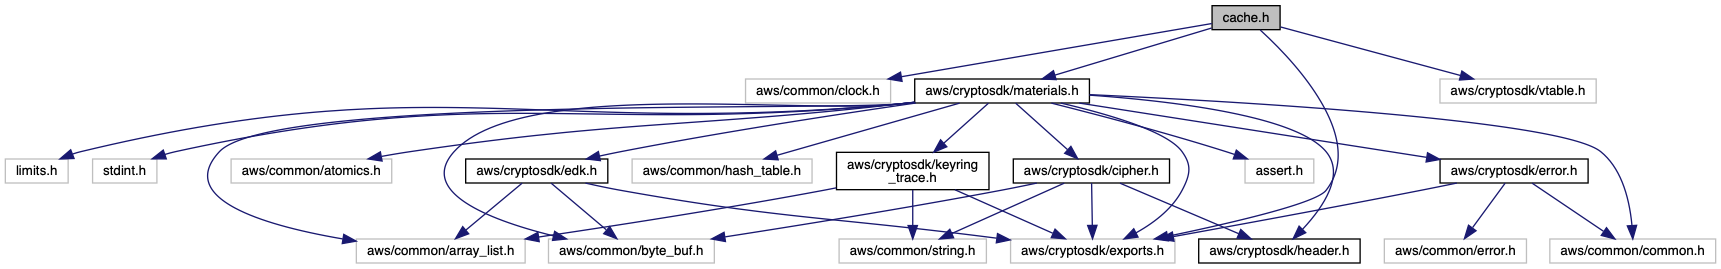 cache.h
aws/common/clock.h
aws/cryptosdk/materials.h
aws/cryptosdk/vtable.h
limits.h
stdint.h
aws/common/atomics.h
aws/cryptosdk/edk.h
aws/common/hash_table.h
aws/cryptosdk/keyring
_trace.h
aws/cryptosdk/cipher.h
assert.h
aws/cryptosdk/error.h
aws/common/array_list.h
aws/common/byte_buf.h
aws/common/string.h
aws/cryptosdk/exports.h
aws/cryptosdk/header.h
aws/common/error.h
aws/common/common.h